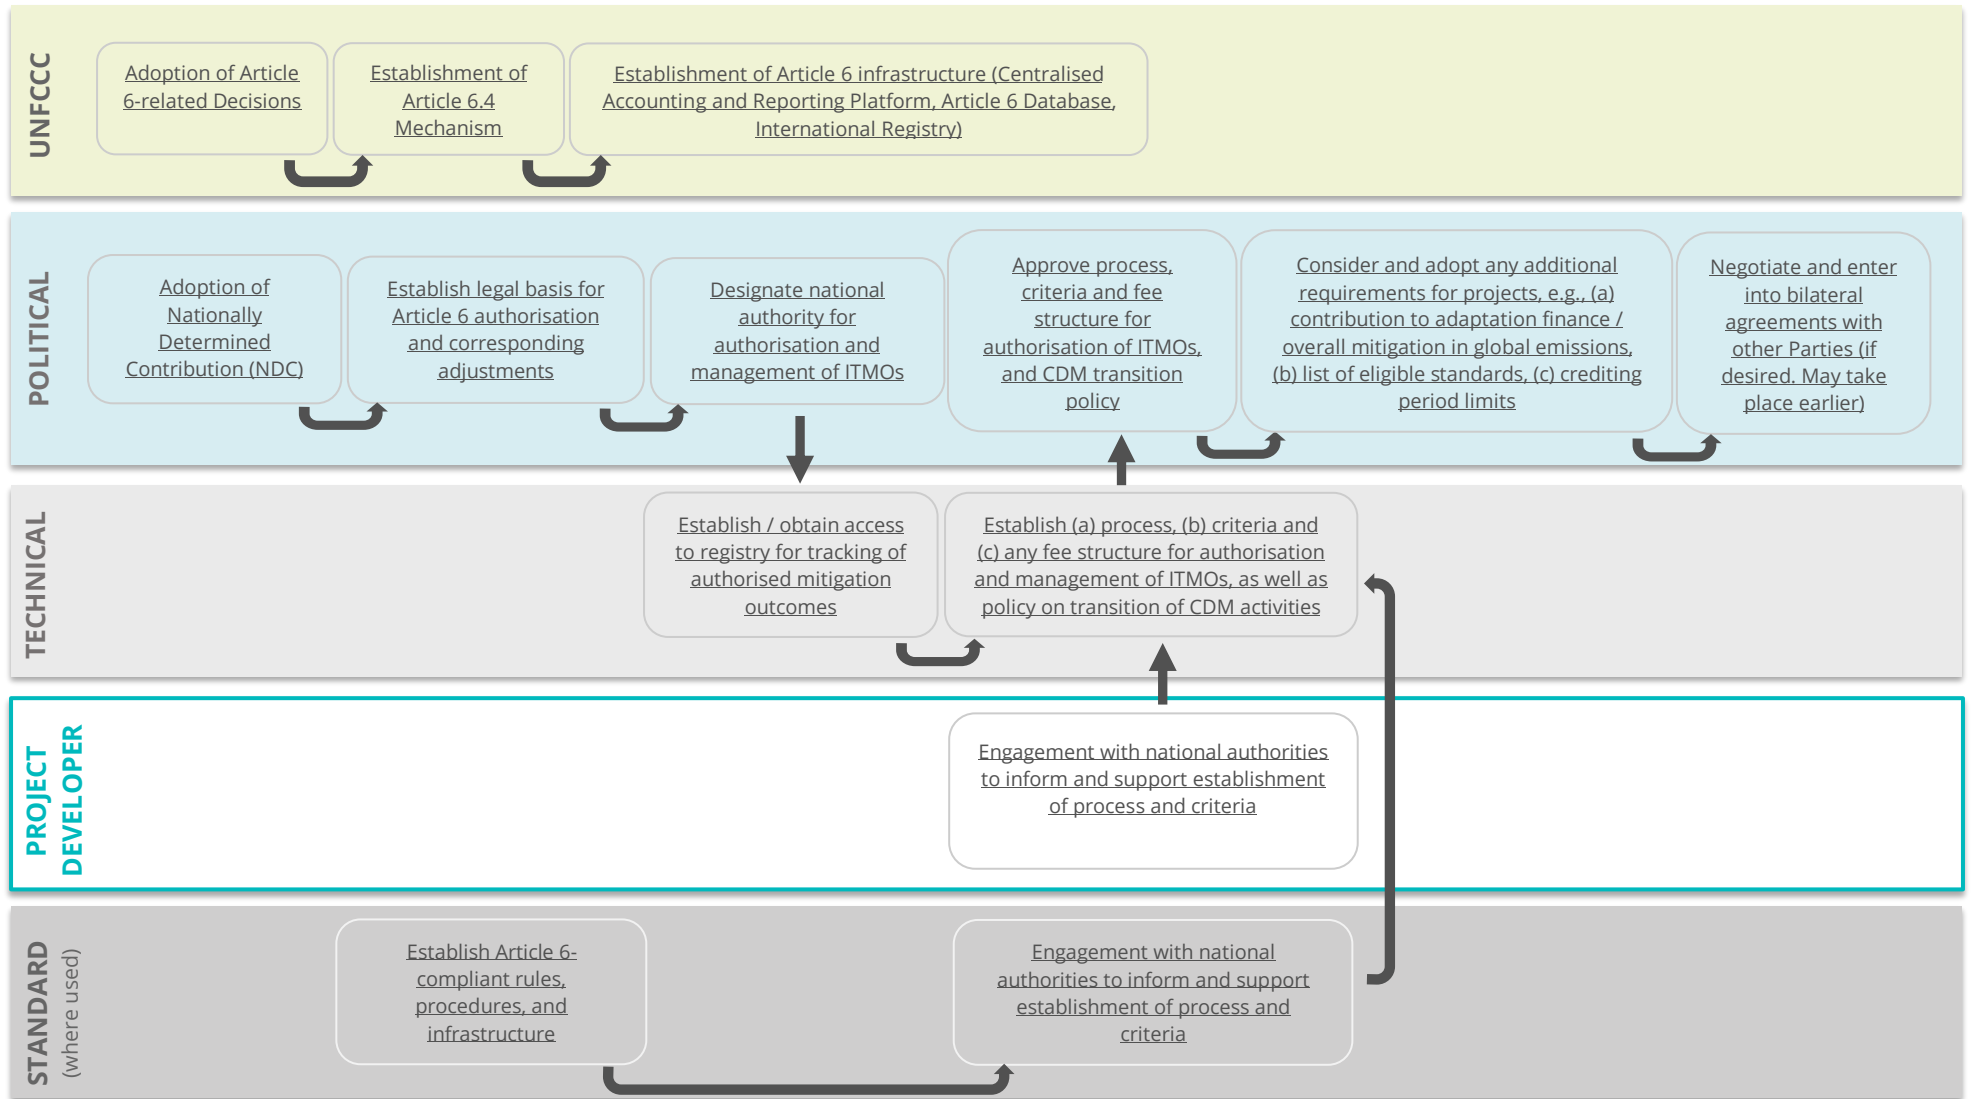 UNFCCC
Adoption of Article
6-related Decisions
Establishment of
Article 6.4
Mechanism
Establishment of Article 6 infrastructure (Centralised
Accounting and Reporting Platform, Article 6 Database,
International Registry)
POLITICAL
Adoption of
Nationally
Determined
Contribution (NDC)
Establish legal basis for
Article 6 authorisation
and corresponding
adjustments
Designate national
authority for
authorisation and
management of ITMOs
Approve process,
criteria and fee
structure for
authorisation of ITMOs,
and CDM transition
policy
Consider and adopt any additional
requirements for projects, e.g., (a)
contribution to adaptation finance /
overall mitigation in global emissions,
(b) list of eligible standards, (c) crediting
period limits
Negotiate and enter
into bilateral
agreements with
other Parties (if
desired. May take
place earlier)
TECHNICAL
Establish / obtain access
to registry for tracking of
authorised mitigation
outcomes
Establish (a) process, (b) criteria and
(c) any fee structure for authorisation
and management of ITMOs, as well as
policy on transition of CDM activities
PROJECT
DEVELOPER
Engagement with national authorities
to inform and support establishment
of process and criteria
STANDARD
(where used)
Establish Article 6-
compliant rules,
procedures, and
infrastructure
Engagement with national
authorities to inform and support
establishment of process and
criteria